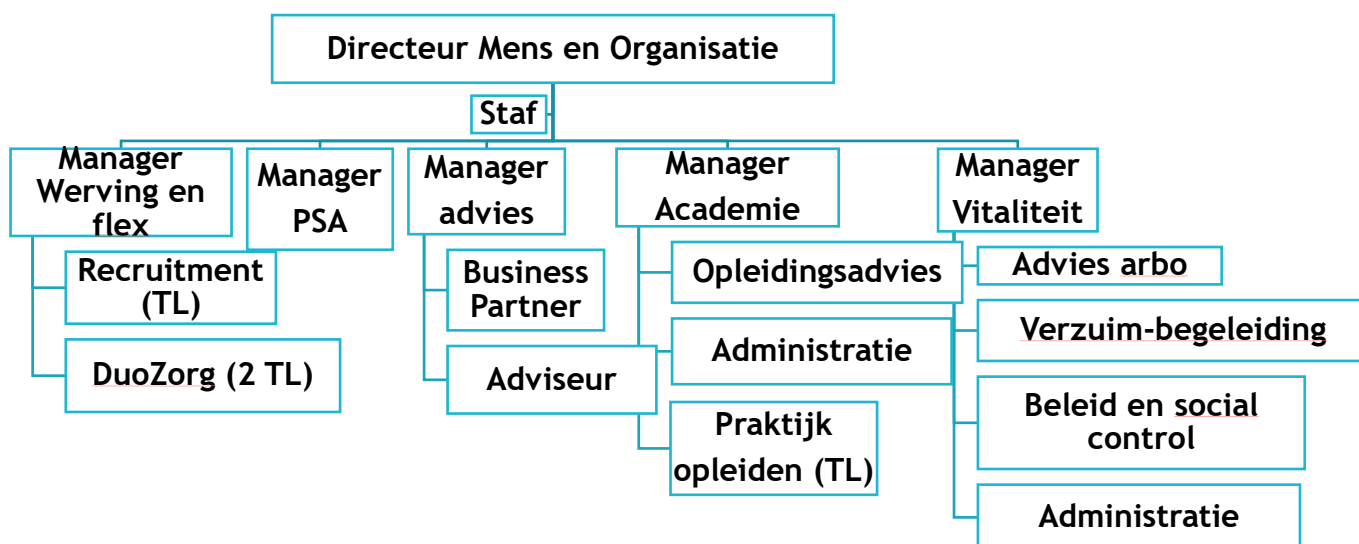 Directeur Mens en Organisatie
Staf
Manager
Werving en
flex
Manager
PSA
Manager
advies
Manager
Academie
Manager
Vitaliteit
Recruitment
(TL)
DuoZorg (2 TL)
Business
Partner
Adviseur
Opleidingsadvies
Administratie
Praktijk
opleiden (TL)
Advies arbo
Verzuim-begeleiding
Beleid en social
control
Administratie